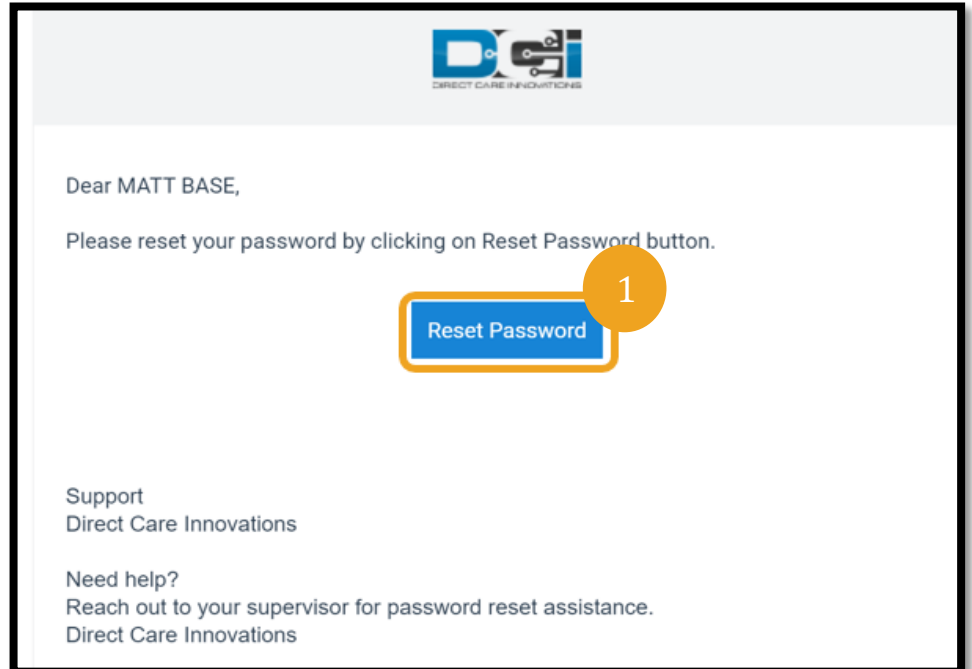 DCI
DIRECT CARE INNOVATIONS
Dear MATT BASE,
Please reset your password by clicking on Reset Password button.
1
Reset Password
Support
Direct Care Innovations
Need help?
Reach out to your supervisor for password reset assistance.
Direct Care Innovations